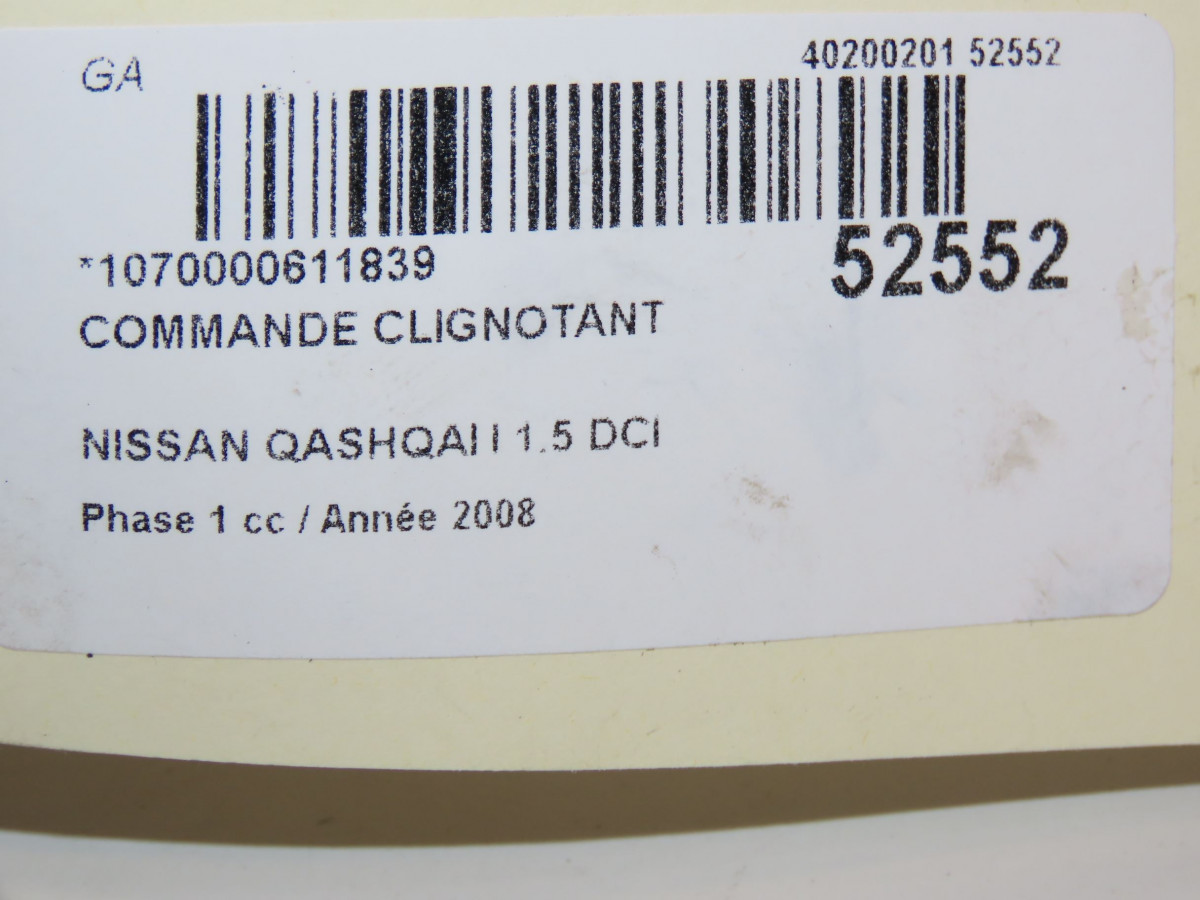 GA
40200201 52552
*1070000611839
52552
COMMANDE CLIGNOTANT
NISSAN QASHQAI I 1.5 DCI
Phase 1 cc / Année 2008